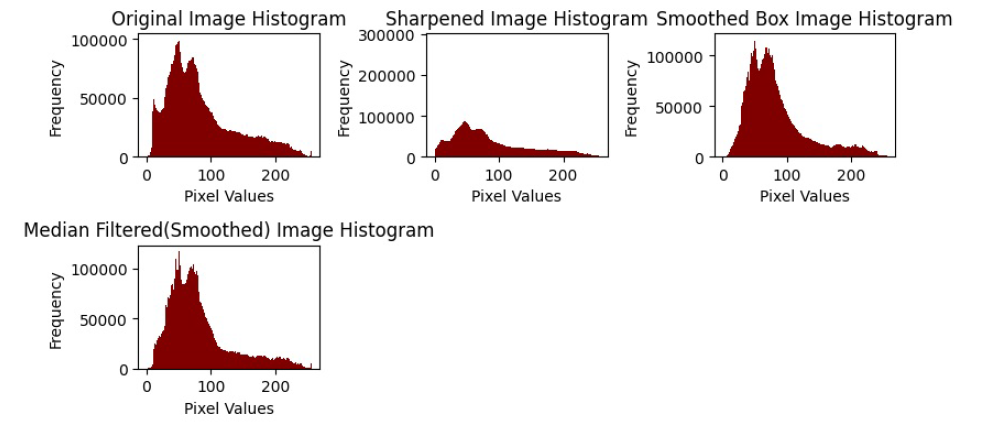 Original Image Histogram
100000
50000
0
Frequency
0 100 200
Pixel Values
Sharpened Image Histogram
300000
200000
100000
0
Frequency
0 100 200
Pixel Values
Smoothed Box Image Histogram
100000
50000
0
Frequency
0 100 200
Pixel Values
Median Filtered(Smoothed) Image Histogram
100000
50000
0
Frequency
0 100 200
Pixel Values